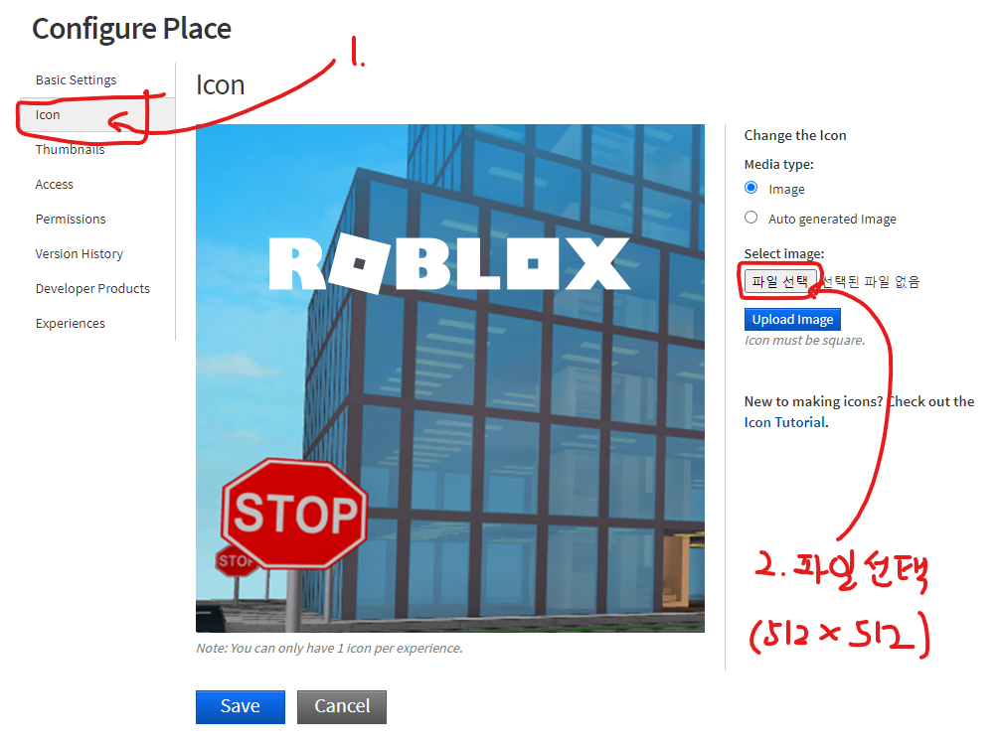 Configure Place
1.
Basic Settings
Icon
Thumbnails
Access
Permissions
Version History
Developer Products
Experiences
Icon
ROBLOX
STOP
STOP
Note: You can only have 1 icon per experience.
Save
Cancel
Change the Icon
Media type:
Image
Auto generated Image
Select image:
파일 선택 선택된 파일 없음
Upload Image
Icon must be square.
New to making icons? Check out the
Icon Tutorial.
2. 파일선택
(512 × 512)